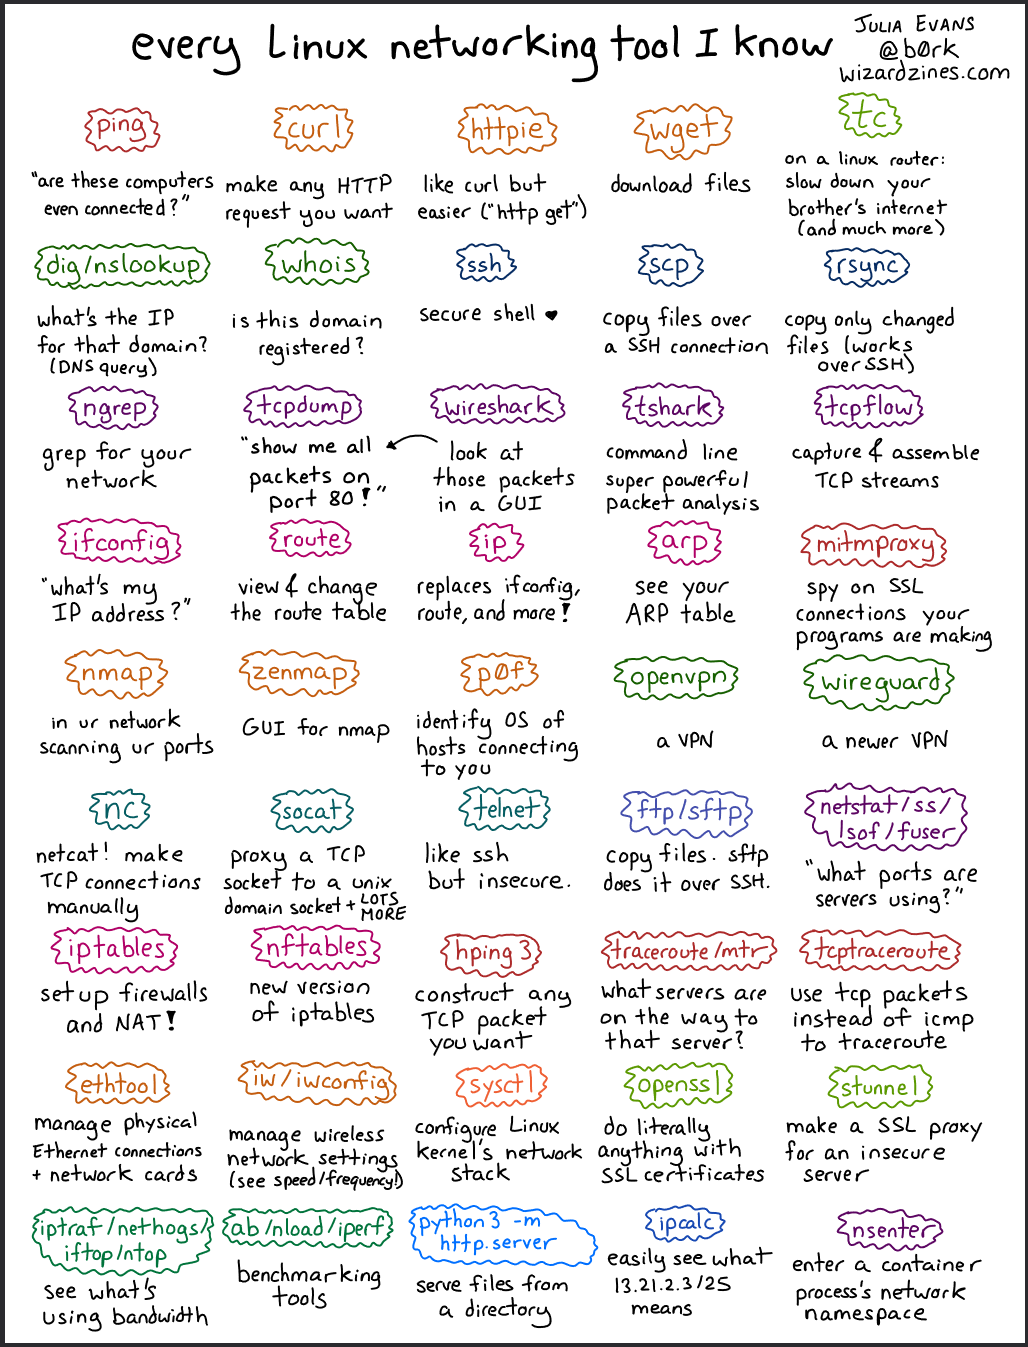 every Linux networking tool I know
JULIA EVANS
@b0rk
wizardzines.com
ping
"are these computers
even connected?"
curl
make any HTTP
request you want
httpie
like curl but
easier ("http get")
wget
download files
tc
on a linux router:
slow down your
brother's internet
(and much more)
dig/nslookup
what's the IP
for that domain?
(DNS query)
whois
is this domain
registered?
ssh
secure shell ♥
scp
copy files over
a SSH connection
rsync
copy only changed
files (works
over SSH)
ngrep
grep for your
network
tcpdump
"show me all
packets on
port 80!"
wireshark
look at
those packets
in a GUI
tshark
command line
super powerful
packet analysis
tcpflow
capture & assemble
TCP streams
ifconfig
"what's my
IP address?"
route
view & change
the route table
ip
replaces ifconfig,
route, and more!
arp
see your
ARP table
mitmproxy
spy on SSL
connections your
programs are making
nmap
in ur network
scanning ur ports
zenmap
GUI for nmap
p0f
identify OS of
hosts connecting
to you
openvpn
a VPN
wireguard
a newer VPN
nc
netcat! make
TCP connections
manually
socat
proxy a TCP
socket to a unix
domain socket + LOTS
MORE
telnet
like ssh
but insecure.
ftp/sftp
copy files. sftp
does it over SSH.
netstat/ss/
lsof/fuser
"what ports are
servers using?"
iptables
set up firewalls
and NAT!
nftables
new version
of iptables
hping3
construct any
TCP packet
you want
traceroute/mtr
what servers are
on the way to
that server?
tcptraceroute
use tcp packets
instead of icmp
to traceroute
ethtool
manage physical
Ethernet connections
+ network cards
iw/iwconfig
manage wireless
network settings
(see speed/frequency!)
sysctl
configure Linux
kernel's network
stack
openssl
do literally
anything with
SSL certificates
stunnel
make a SSL proxy
for an insecure
server
iptraf/nethogs/
iftop/ntop
see what's
using bandwidth
ab/nload/iperf
benchmarking
tools
python3 -m
http.server
serve files from
a directory
ipcalc
easily see what
13.21.2.3/25
means
nsenter
enter a container
process's network
namespace